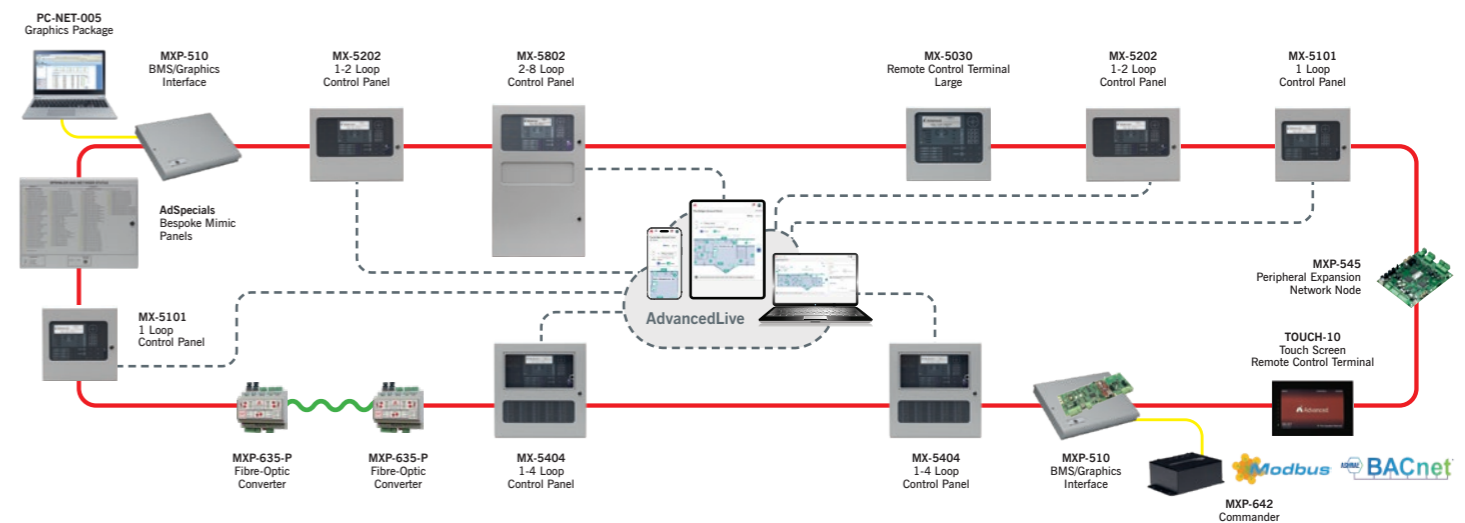 PC-NET-005
Graphics Package
MXP-510
BMS/Graphics
Interface
MX-5202
1-2 Loop
Control Panel
MX-5802
2-8 Loop
Control Panel
MX-5030
Remote Control Terminal
Large
MX-5202
1-2 Loop
Control Panel
MX-5101
1 Loop
Control Panel
AdSpecials
Bespoke Mimic
Panels
MXP-545
Peripheral Expansion
Network Node
MX-5101
1 Loop
Control Panel
AdvancedLive
TOUCH-10
Touch Screen
Remote Control Terminal
Advanced
MXP-635-P
Fibre-Optic
Converter
MXP-635-P
Fibre-Optic
Converter
MX-5404
1-4 Loop
Control Panel
MX-5404
1-4 Loop
Control Panel
MXP-510
BMS/Graphics
Interface
Modbus
ASHRAE BACnet
MXP-642
Commander